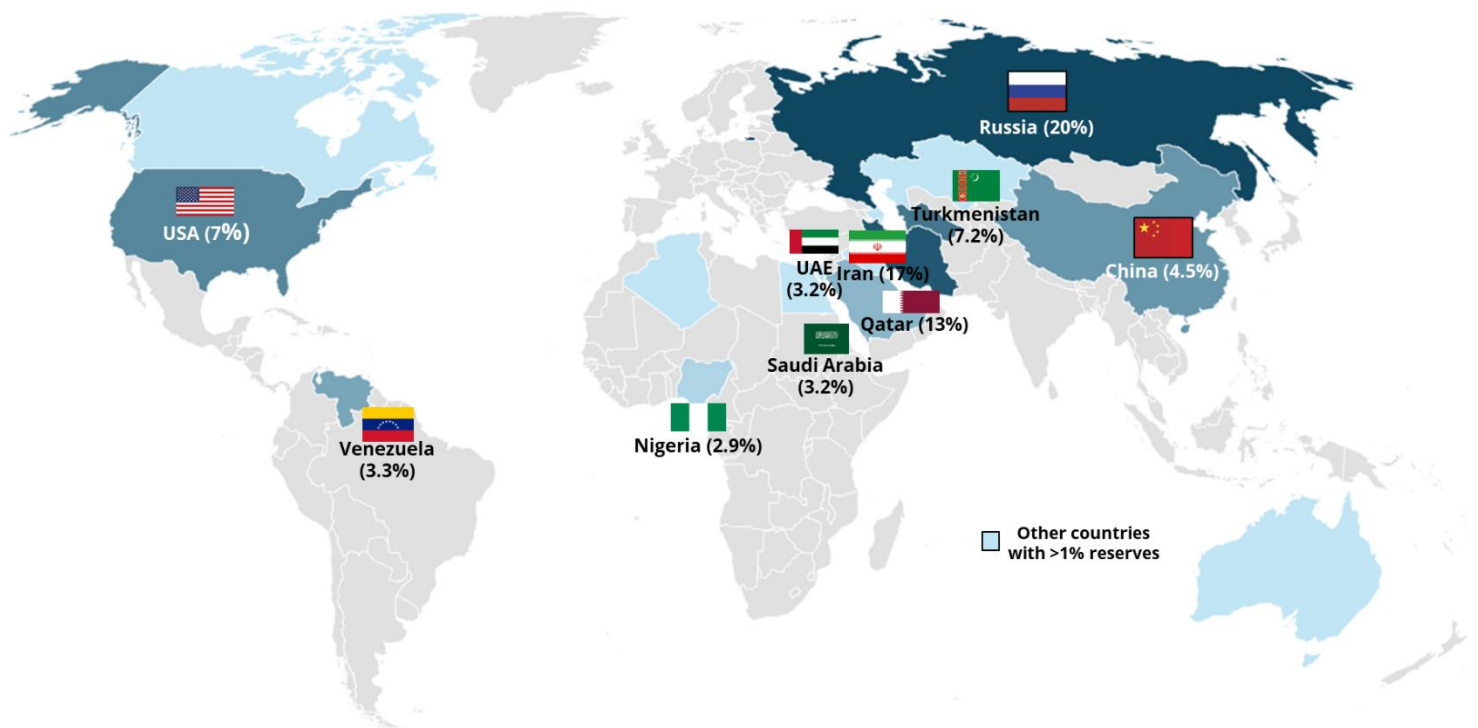 Russia (20%)
USA (7%)
Turkmenistan
(7.2%)
China (4.5%)
UAE
(3.2%)
Iran (17%)
Qatar (13%)
Saudi Arabia
(3.2%)
Nigeria (2.9%)
Venezuela
(3.3%)
Other countries
with >1% reserves